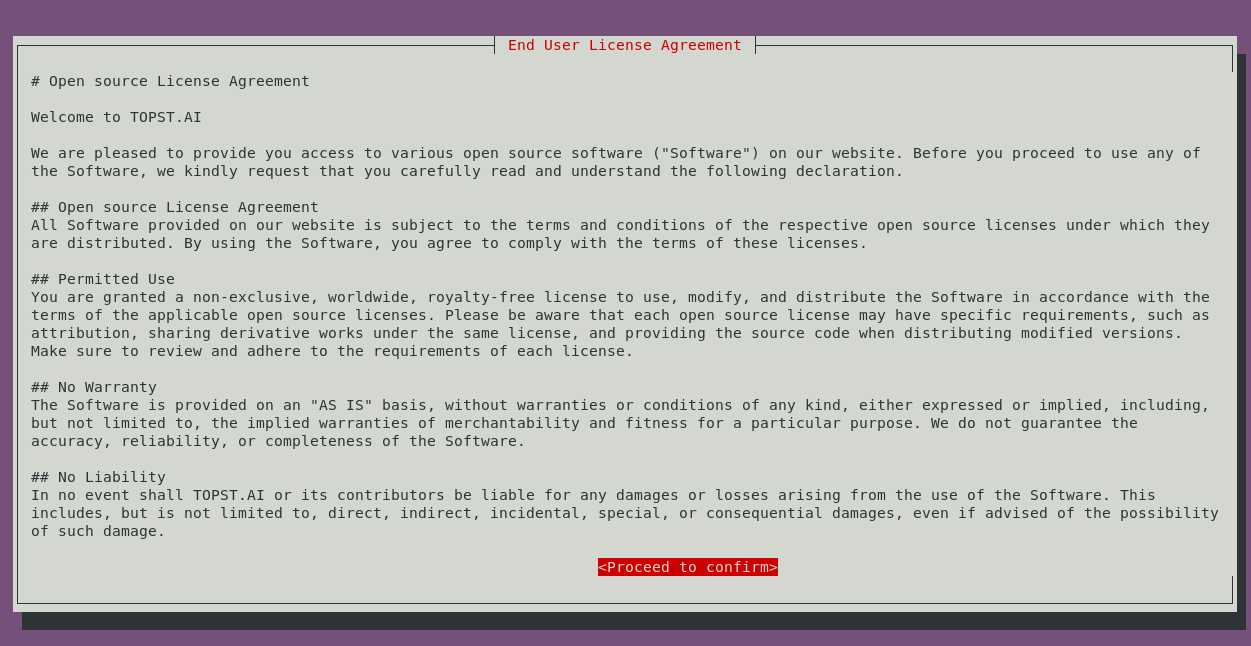 End User License Agreement
# Open source License Agreement
Welcome to TOPST.AI
We are pleased to provide you access to various open source software ("Software") on our website. Before you proceed to use any of
the Software, we kindly request that you carefully read and understand the following declaration.
## Open source License Agreement
All Software provided on our website is subject to the terms and conditions of the respective open source licenses under which they
are distributed. By using the Software, you agree to comply with the terms of these licenses.
## Permitted Use
You are granted a non-exclusive, worldwide, royalty-free license to use, modify, and distribute the Software in accordance with the
terms of the applicable open source licenses. Please be aware that each open source license may have specific requirements, such as
attribution, sharing derivative works under the same license, and providing the source code when distributing modified versions.
Make sure to review and adhere to the requirements of each license.
## No Warranty
The Software is provided on an "AS IS" basis, without warranties or conditions of any kind, either expressed or implied, including,
but not limited to, the implied warranties of merchantability and fitness for a particular purpose. We do not guarantee the
accuracy, reliability, or completeness of the Software.
## No Liability
In no event shall TOPST.AI or its contributors be liable for any damages or losses arising from the use of the Software. This
includes, but is not limited to, direct, indirect, incidental, special, or consequential damages, even if advised of the possibility
of such damage.
<Proceed to confirm>